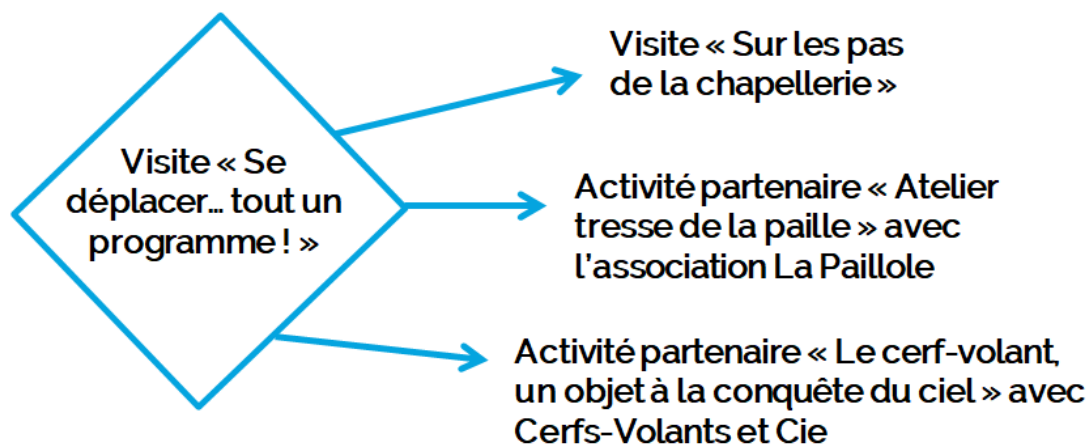 Visite « Se
déplacer... tout un
programme ! »
Visite « Sur les pas
de la chapellerie »
Activité partenaire « Atelier
tresse de la paille » avec
l'association La Paillole
Activité partenaire « Le cerf-volant,
un objet à la conquête du ciel » avec
Cerfs-Volants et Cie